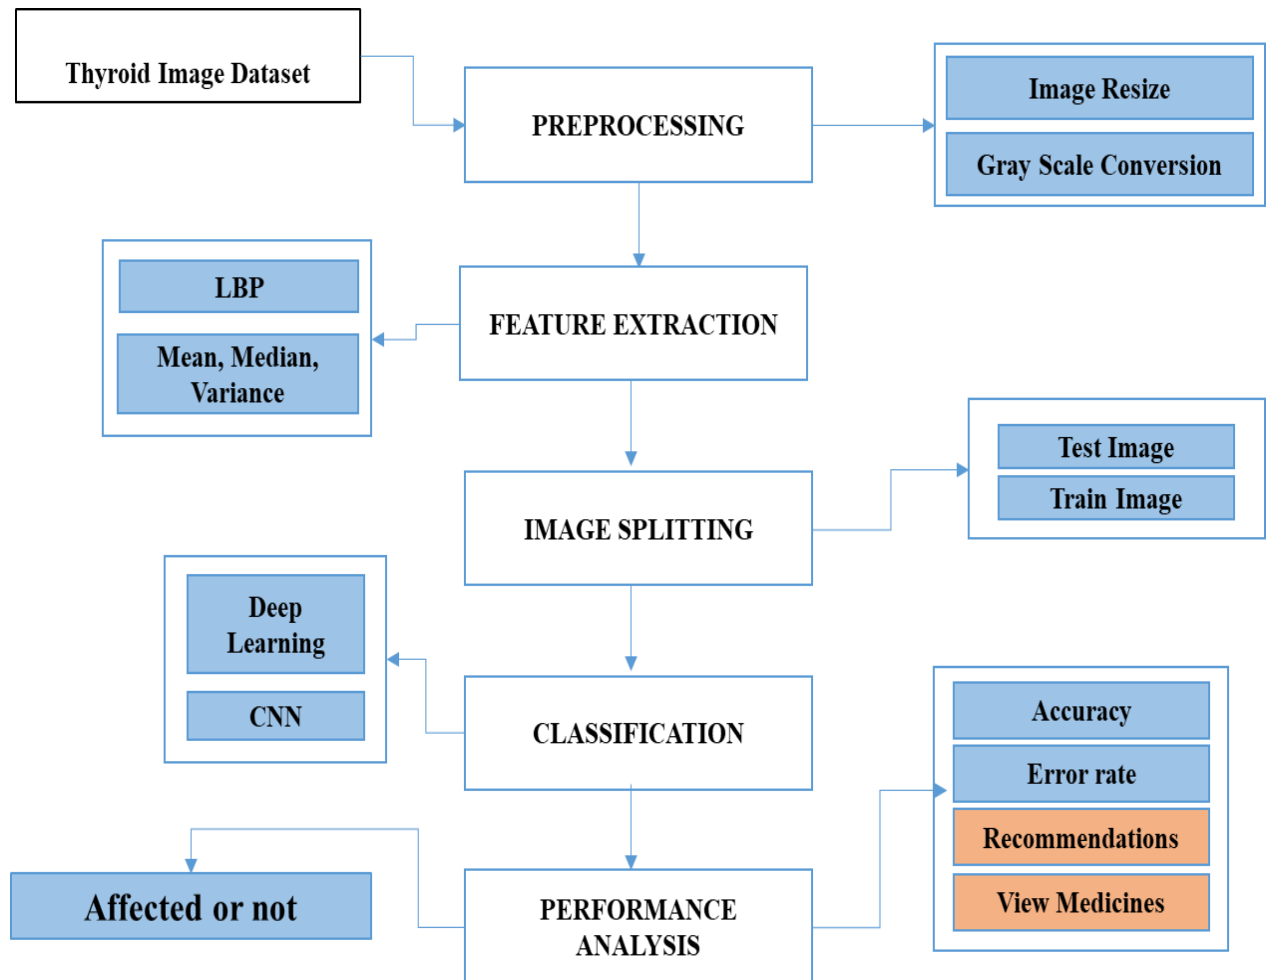 Thyroid Image Dataset
PREPROCESSING
Image Resize
Gray Scale Conversion
LBP
Mean, Median,
Variance
FEATURE EXTRACTION
Test Image
Train Image
IMAGE SPLITTING
Deep
Learning
CNN
CLASSIFICATION
Accuracy
Error rate
Recommendations
View Medicines
Affected or not
PERFORMANCE
ANALYSIS